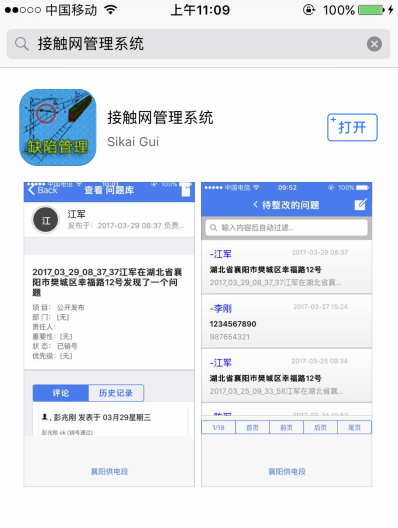 中国移动 上午11:09 100%
接触网管理系统
缺陷管理
接触网管理系统
Sikai Gui
打开
中国电信 100%
Back 查看 问题库
江
江军
发布于：2017-03-29 08:37 负责...
2017_03_29_08_37_37江军在湖北省襄
阳市樊城区幸福路12号发现了一个问
题
项 目： 公开发布
部 门： [无]
责任人:
重要性： [无]
状 态： 已销号
优先级： [无]
评论 历史记录
, 彭兆刚 发表于 03月29星期三
彭兆刚 ok [销号通过]
襄阳供电段
中国电信 09:52 100%
待整改的问题
输入内容后自动过滤..
-江军 2017-03-29 08:37
湖北省襄阳市樊城区幸福路12号
2017_03_29_08_37_37江军在湖北省襄...
-李刚 2017-03-27 15:24
1234567890
987654321
-江军 2017-03-25 09:34
湖北省襄阳市樊城区幸福路12号
2017_03_25_09_33_58江军在湖北省襄...
1/18 首页 前页 后页 尾页
襄阳供电段